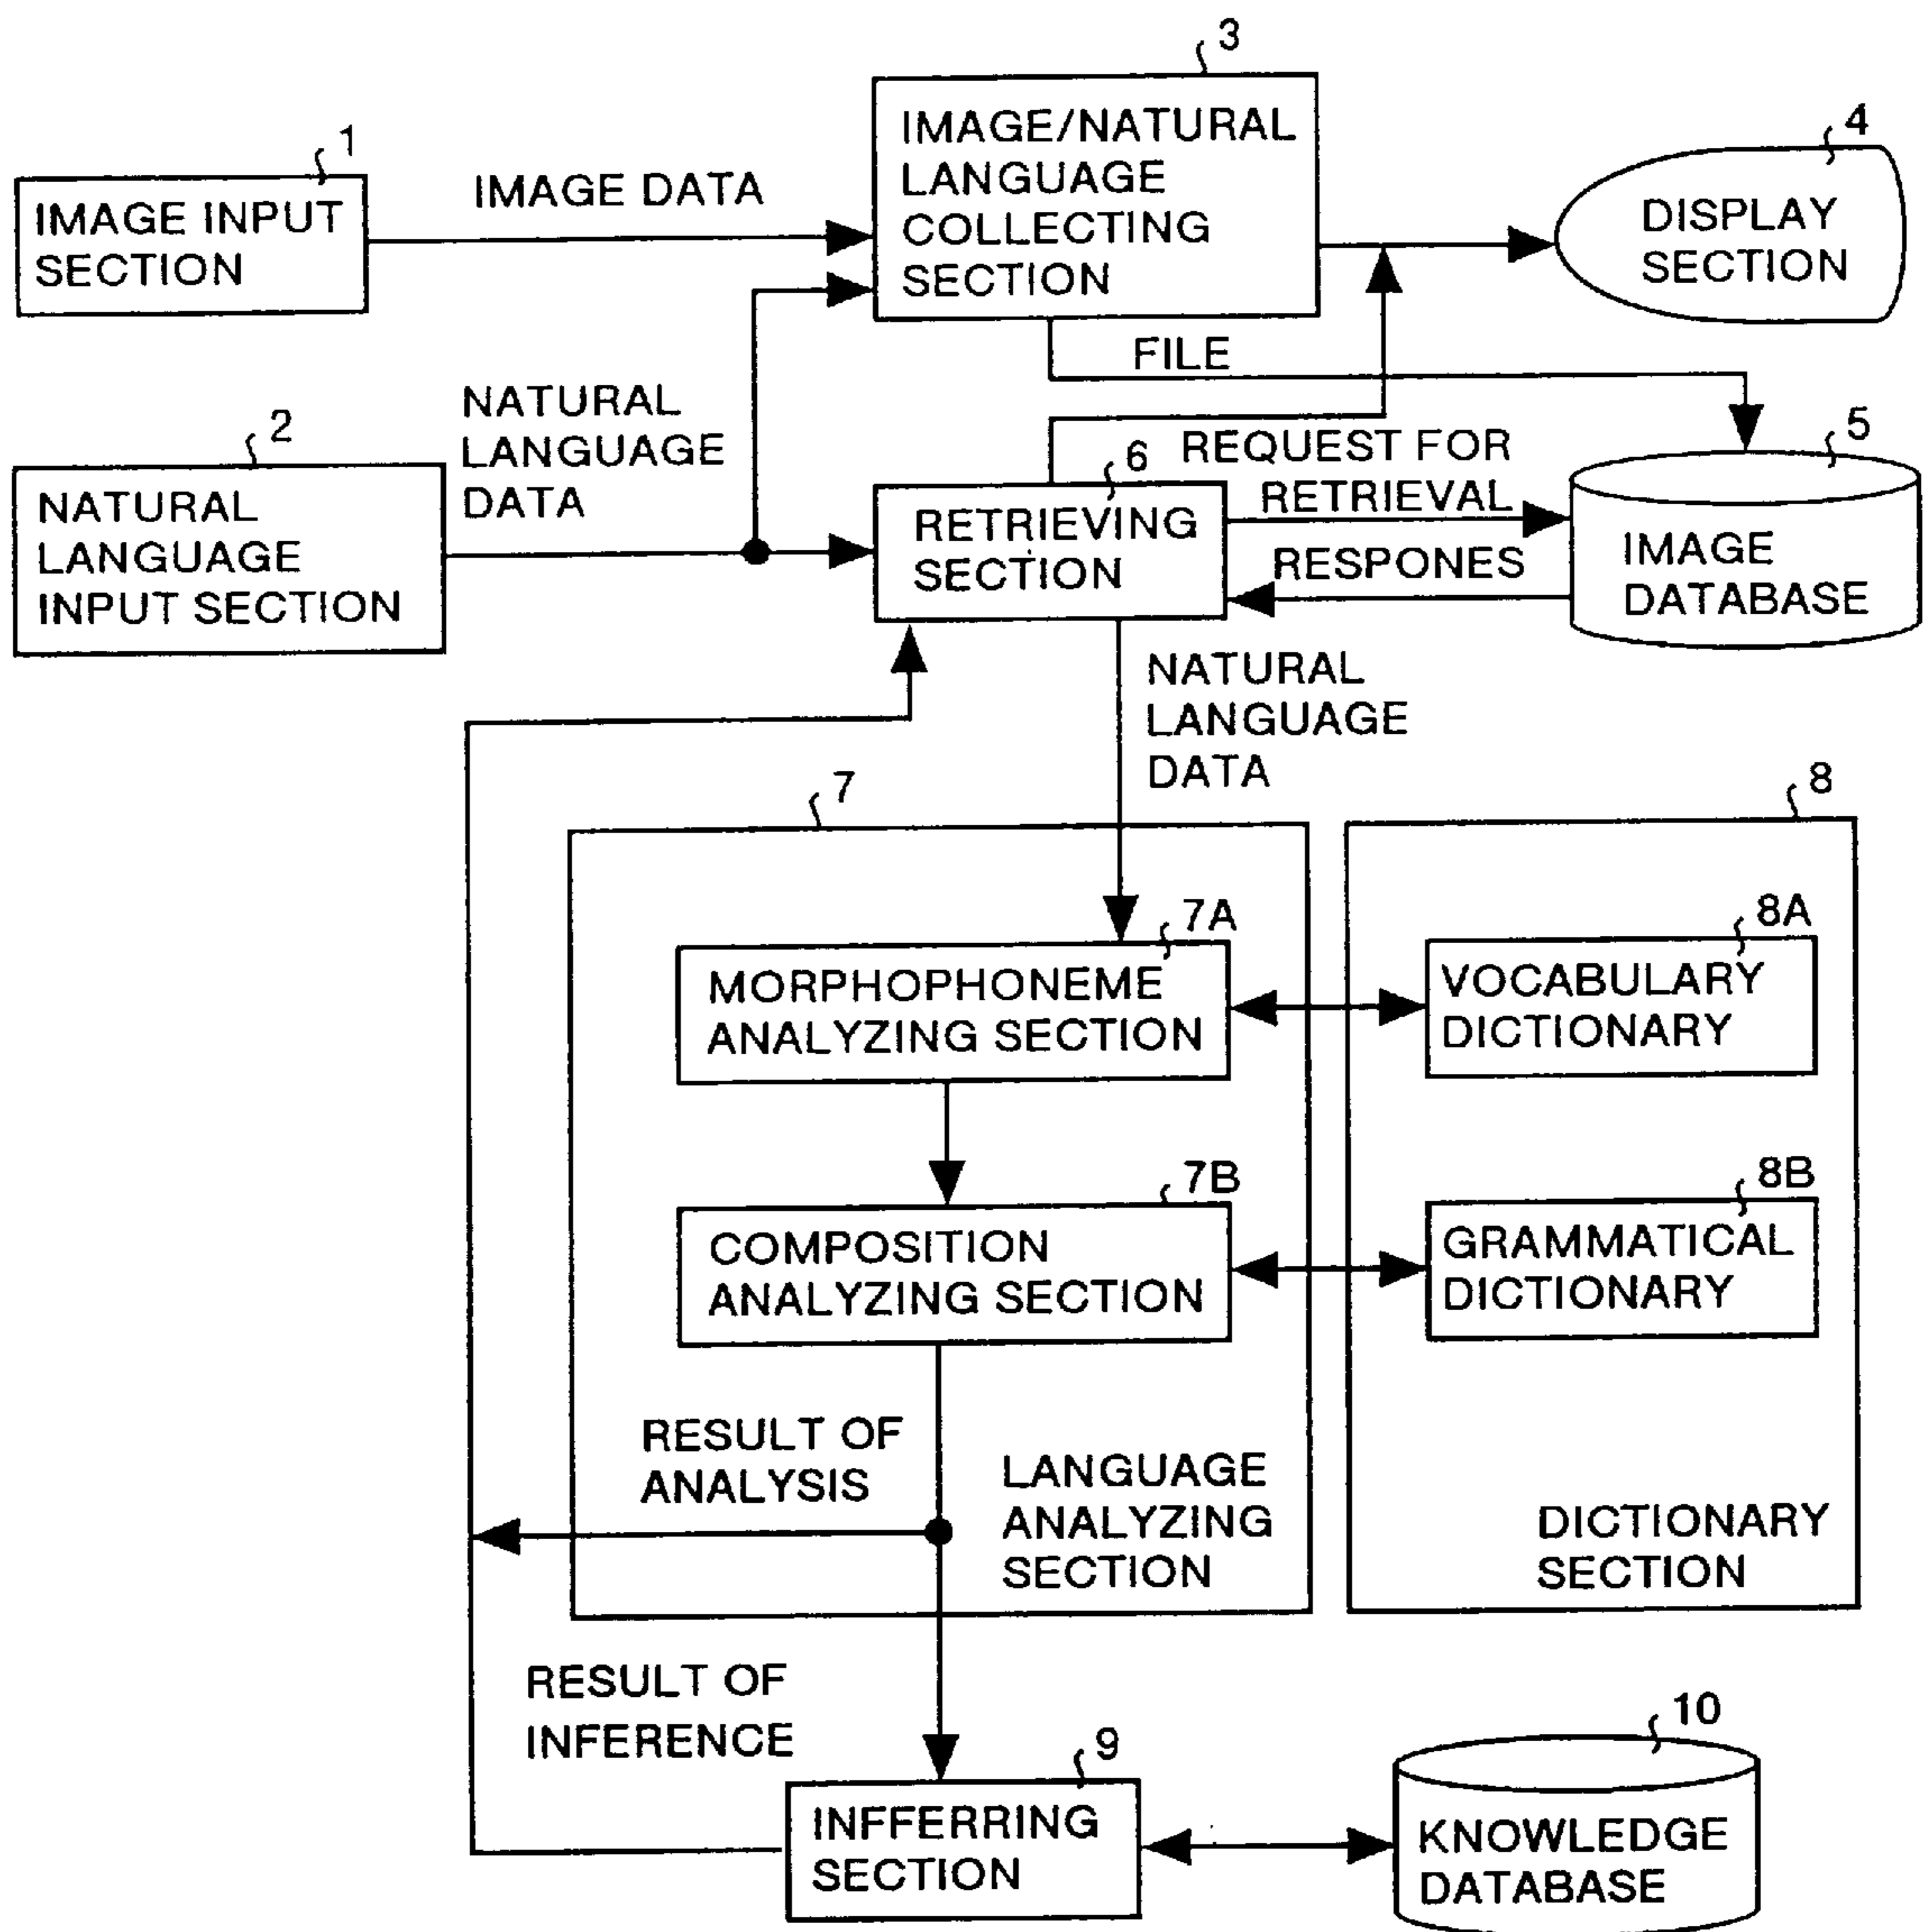 3
IMAGE/NATURAL
LANGUAGE
COLLECTING
SECTION
1
IMAGE INPUT
SECTION
IMAGE DATA
4
DISPLAY
SECTION
FILE
2
NATURAL
LANGUAGE
INPUT SECTION
NATURAL
LANGUAGE
DATA
6
RETRIEVING
SECTION
REQUEST FOR
RETRIEVAL
RESPONES
5
IMAGE
DATABASE
NATURAL
LANGUAGE
DATA
7
7A
MORPHOPHONEME
ANALYZING SECTION
7B
COMPOSITION
ANALYZING SECTION
RESULT OF
ANALYSIS
LANGUAGE
ANALYZING
SECTION
8
8A
VOCABULARY
DICTIONARY
8B
GRAMMATICAL
DICTIONARY
DICTIONARY
SECTION
RESULT OF
INFERENCE
9
INFFERRING
SECTION
10
KNOWLEDGE
DATABASE